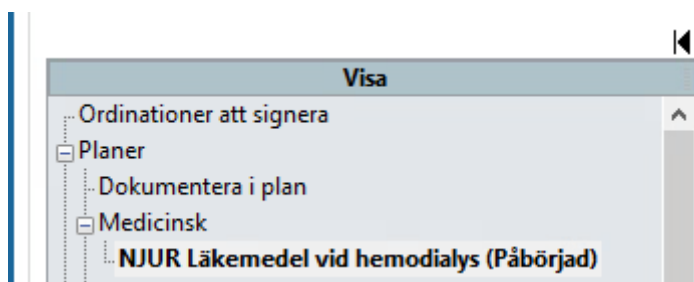 Visa
Ordinationer att signera
Planer
Dokumentera i plan
Medicinsk
NJUR Läkemedel vid hemodialys (Påbörjad)